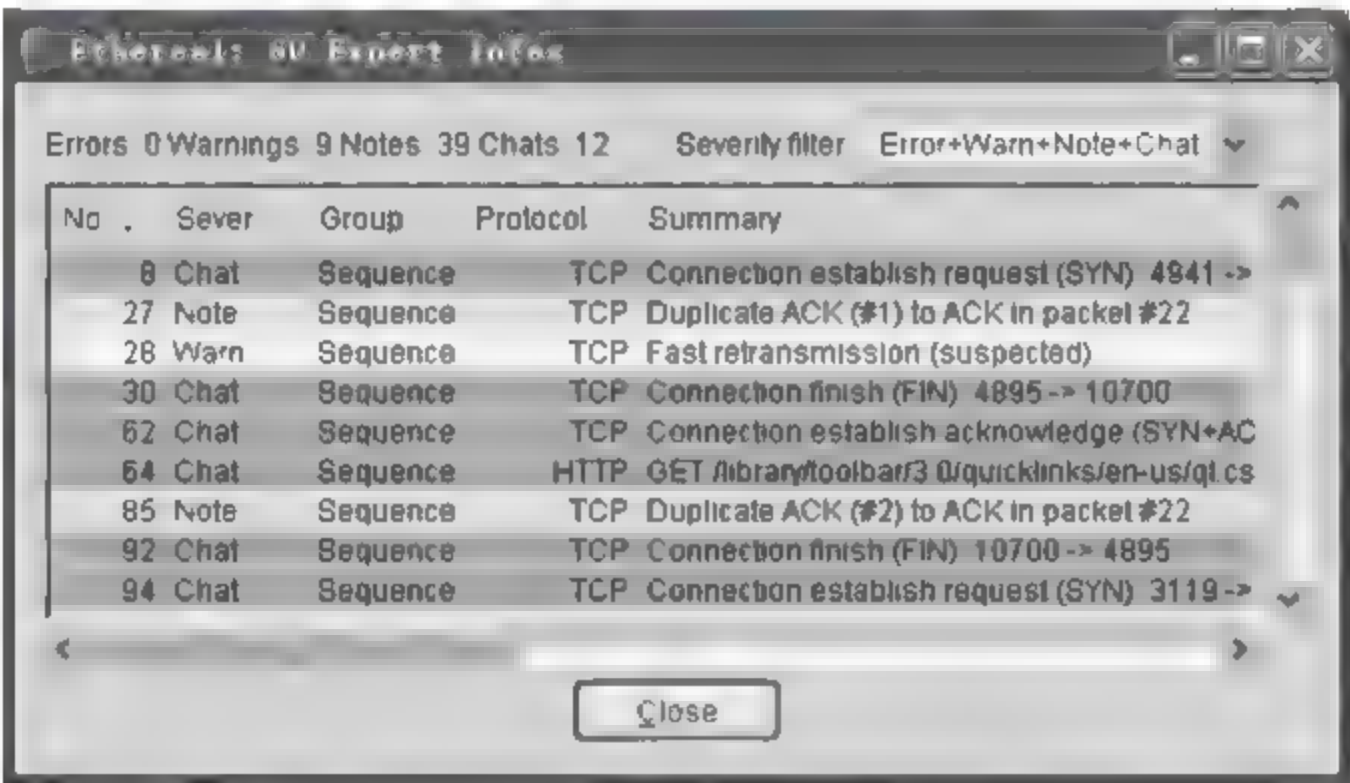 Ethereal: 60 Expert Infos
Errors 0 Warnings 9 Notes 39 Chats 12 Severity filter Error+Warn+Note+Chat
No . Sever Group Protocol Summary
8 Chat Sequence TCP Connection establish request (SYN) 4941 ->
27 Note Sequence TCP Duplicate ACK (#1) to ACK in packet #22
28 Warn Sequence TCP Fast retransmission (suspected)
30 Chat Sequence TCP Connection finish (FIN) 4895 -> 10700
62 Chat Sequence TCP Connection establish acknowledge (SYN+AC
64 Chat Sequence HTTP GET /library/toolbar/3.0/quicklinks/en-us/ql.cs
85 Note Sequence TCP Duplicate ACK (#2) to ACK in packet #22
92 Chat Sequence TCP Connection finish (FIN) 10700 -> 4895
94 Chat Sequence TCP Connection establish request (SYN) 3119 ->
Close